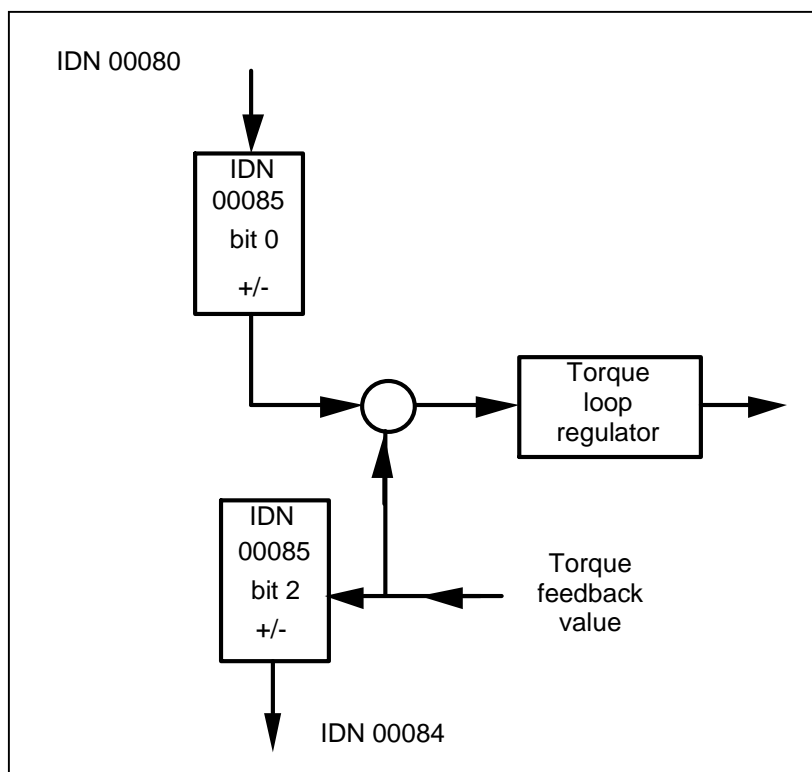 IDN 00080
IDN
00085
bit 0
+/-
Torque
loop
regulator
IDN
00085
bit 2
+/-
Torque
feedback
value
IDN 00084